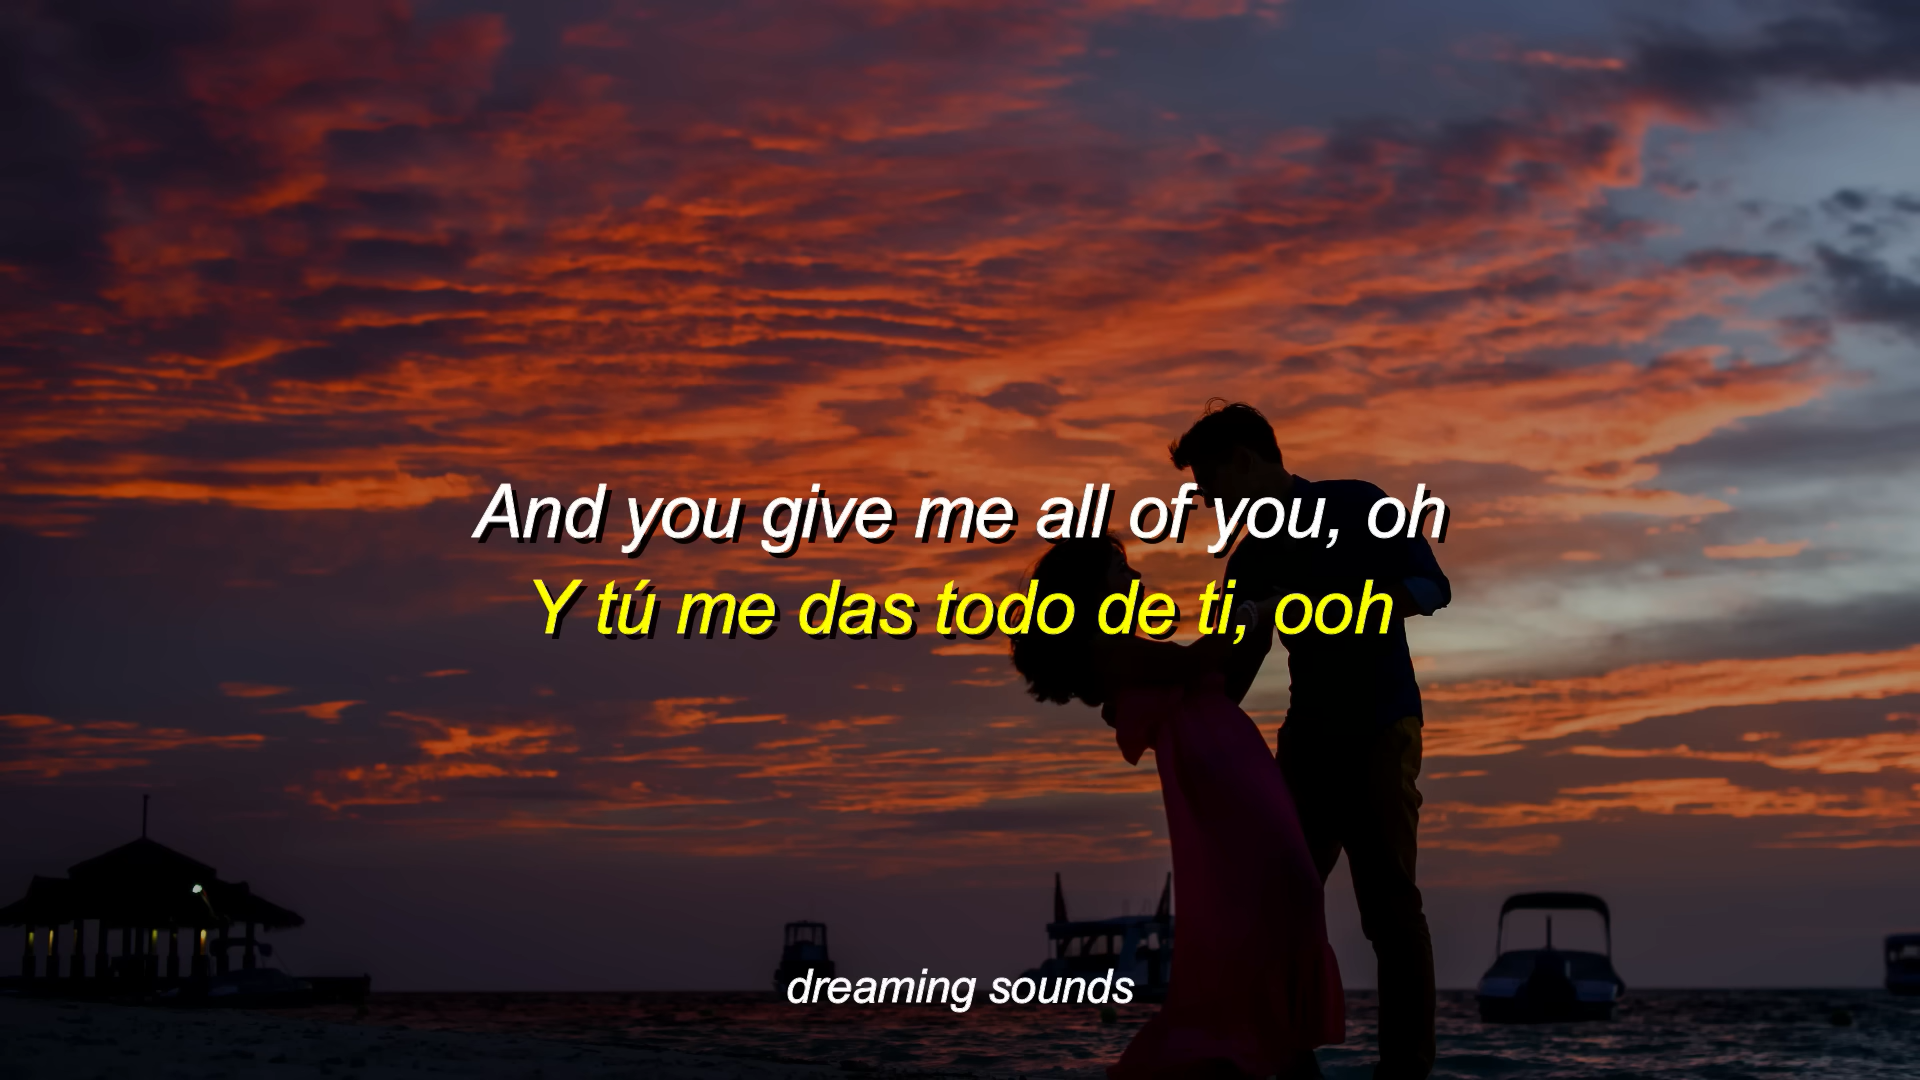 And you give me all of you, oh
Y tú me das todo de ti, ooh
dreaming sounds